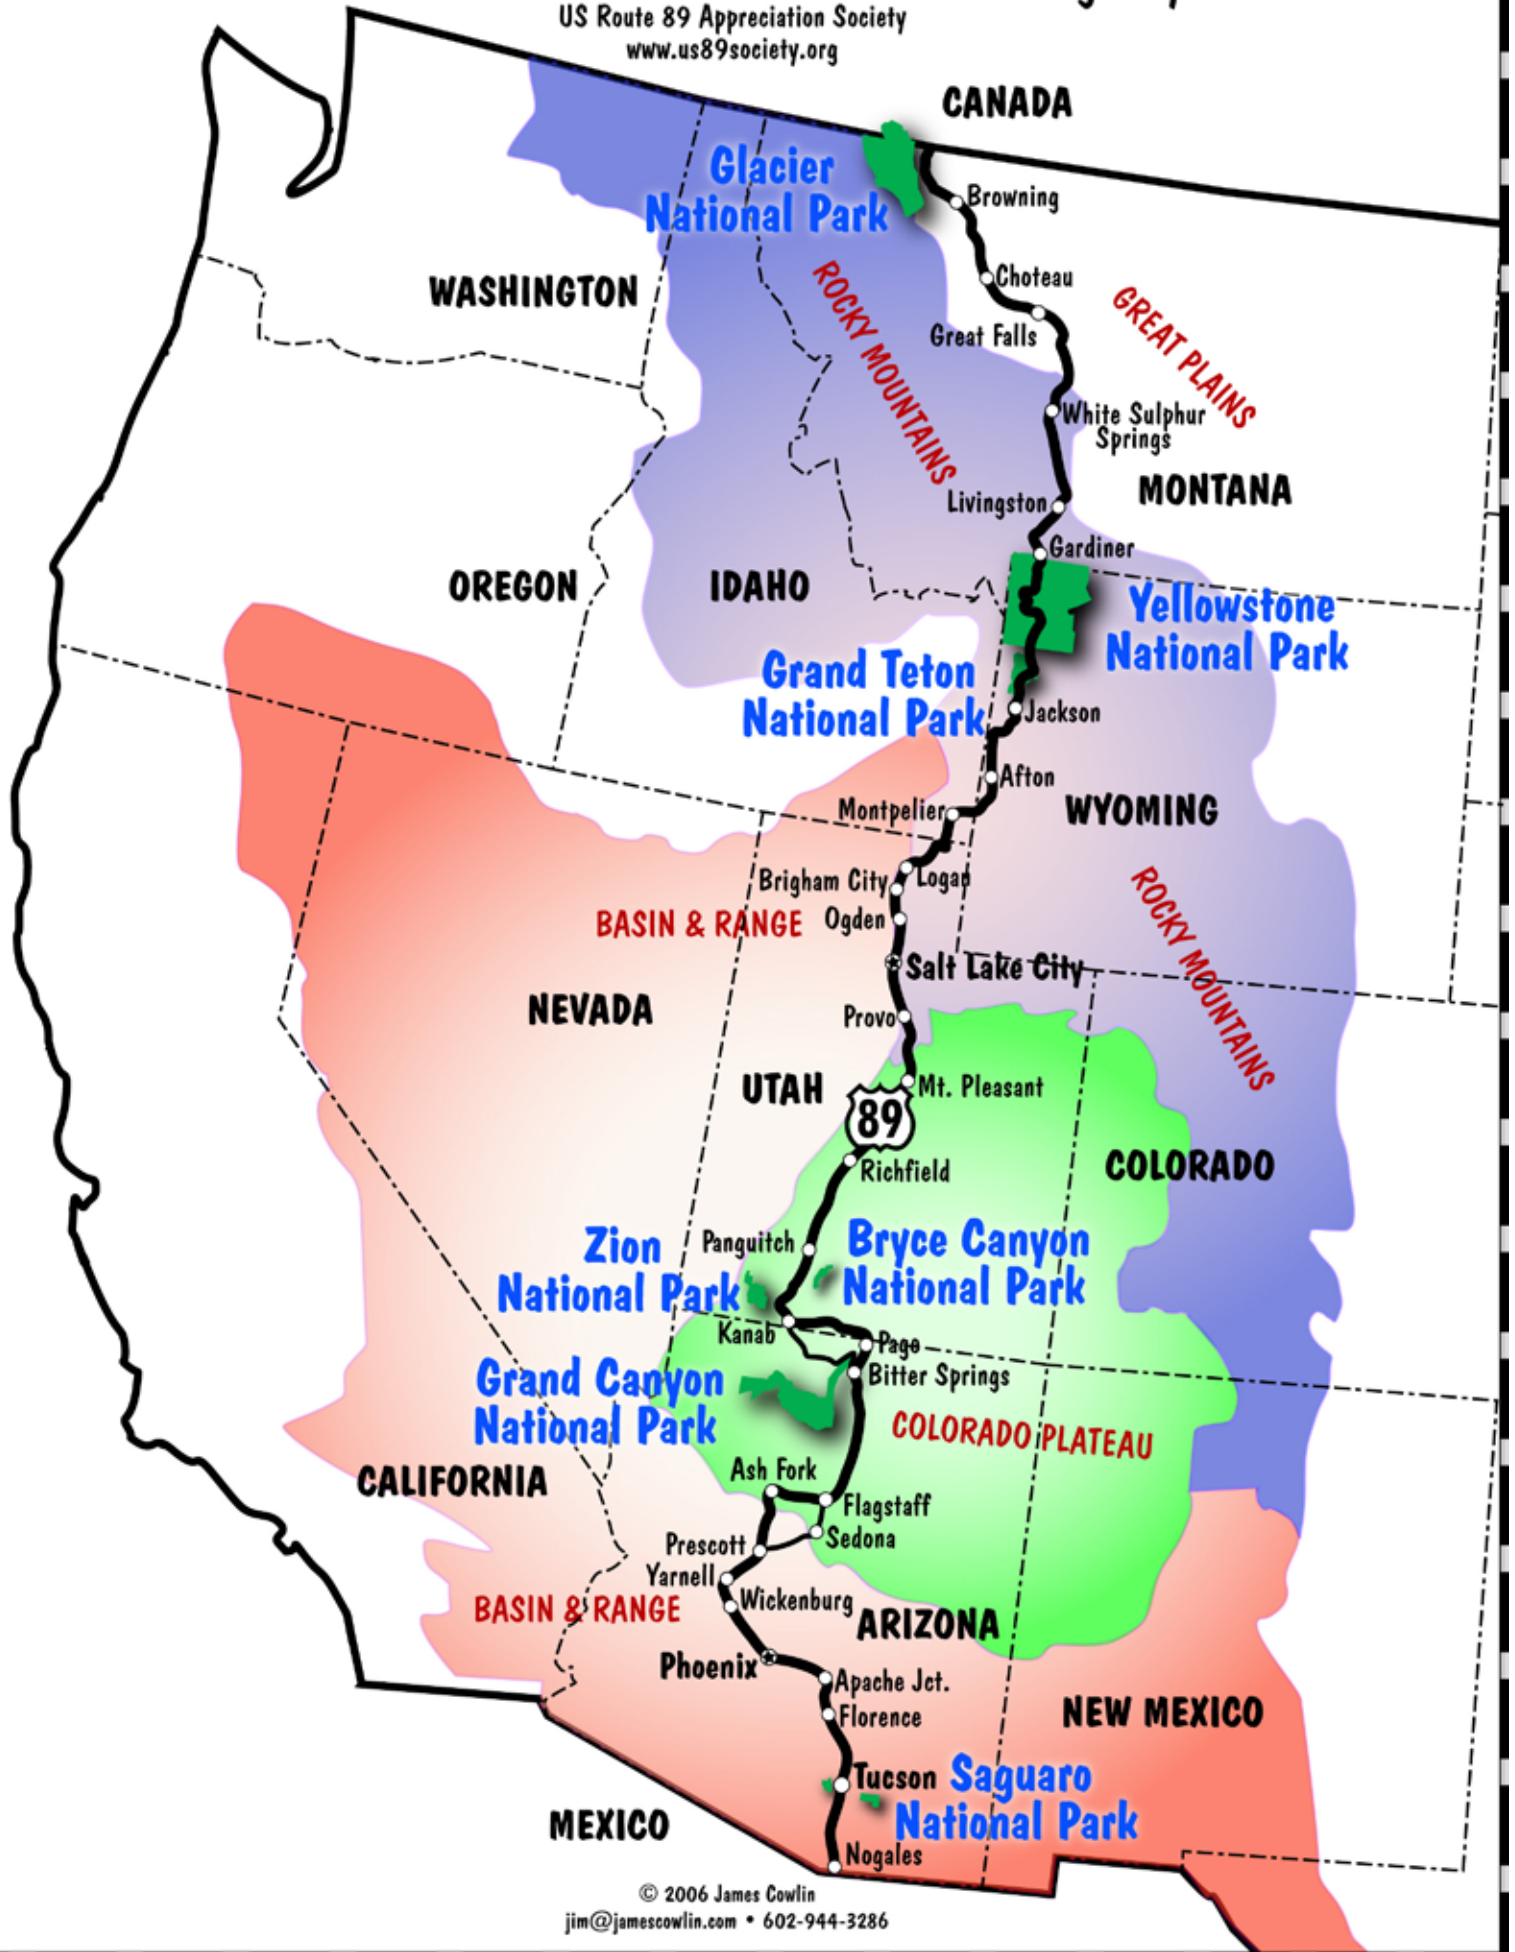 US Route 89 Appreciation Society
www.us89society.org
CANADA
Glacier
National Park
Browning
WASHINGTON
Choteau
ROCKY MOUNTAINS
GREAT PLAINS
Great Falls
White Sulphur
Springs
MONTANA
Livingston
Gardiner
OREGON
IDAHO
Yellowstone
National Park
Grand Teton
National Park
Jackson
Afton
Montpelier
WYOMING
Logan
Brigham City
BASIN & RANGE
Ogden
ROCKY MOUNTAINS
Salt Lake City
NEVADA
Provo
UTAH
Mt. Pleasant
89
COLORADO
Richfield
Zion
National Park
Panguitch
Bryce Canyon
National Park
Kanab
Page
Bitter Springs
Grand Canyon
National Park
COLORADO PLATEAU
Ash Fork
CALIFORNIA
Flagstaff
Sedona
Prescott
Yarnell
Wickenburg
BASIN & RANGE
ARIZONA
Phoenix
Apache Jct.
Florence
NEW MEXICO
Tucson
Saguaro
National Park
MEXICO
Nogales
© 2006 James Cowlin
jim@jamescowlin.com • 602-944-3286